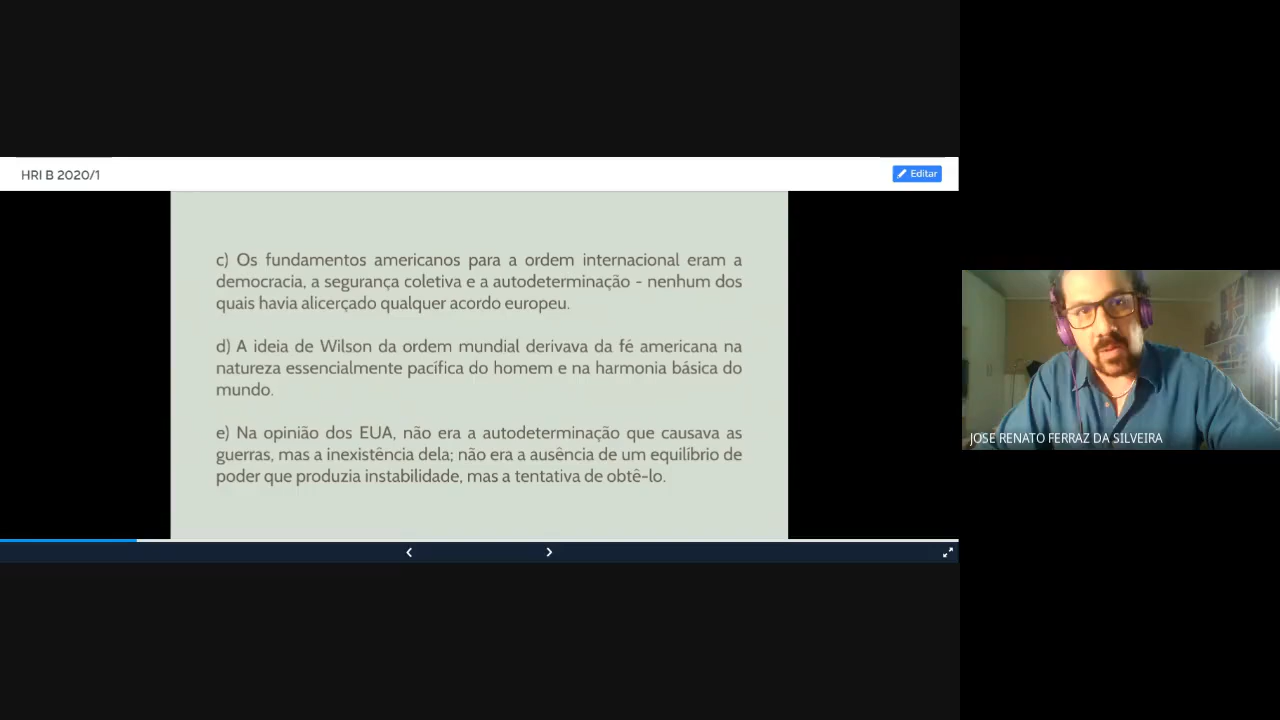 HRI B 2020/1
Editar
c) Os fundamentos americanos para a ordem internacional eram a
democracia, a segurança coletiva e a autodeterminação - nenhum dos
quais havia alicerçado qualquer acordo europeu.
d) A ideia de Wilson da ordem mundial derivava da fé americana na
natureza essencialmente pacífica do homem e na harmonia básica do
mundo.
e) Na opinião dos EUA, não era a autodeterminação que causava as
guerras, mas a inexistência dela; não era a ausência de um equilíbrio de
poder que produzia instabilidade, mas a tentativa de obtê-lo.
JOSE RENATO FERRAZ DA SILVEIRA